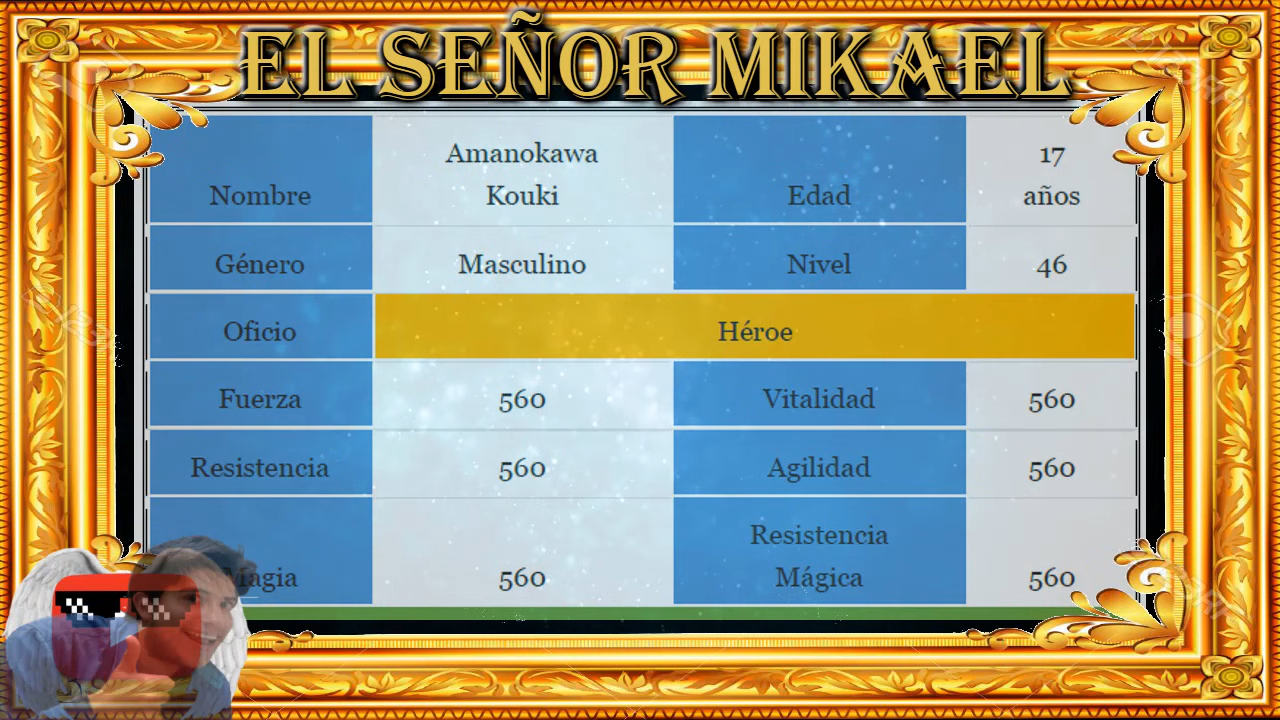 EL SEÑOR MIKAEL
Nombre
Amanokawa
Kouki
Edad
17
años
Género
Masculino
Nivel
46
Oficio
Héroe
Fuerza
560
Vitalidad
560
Resistencia
560
Agilidad
560
Magia
560
Resistencia
Mágica
560